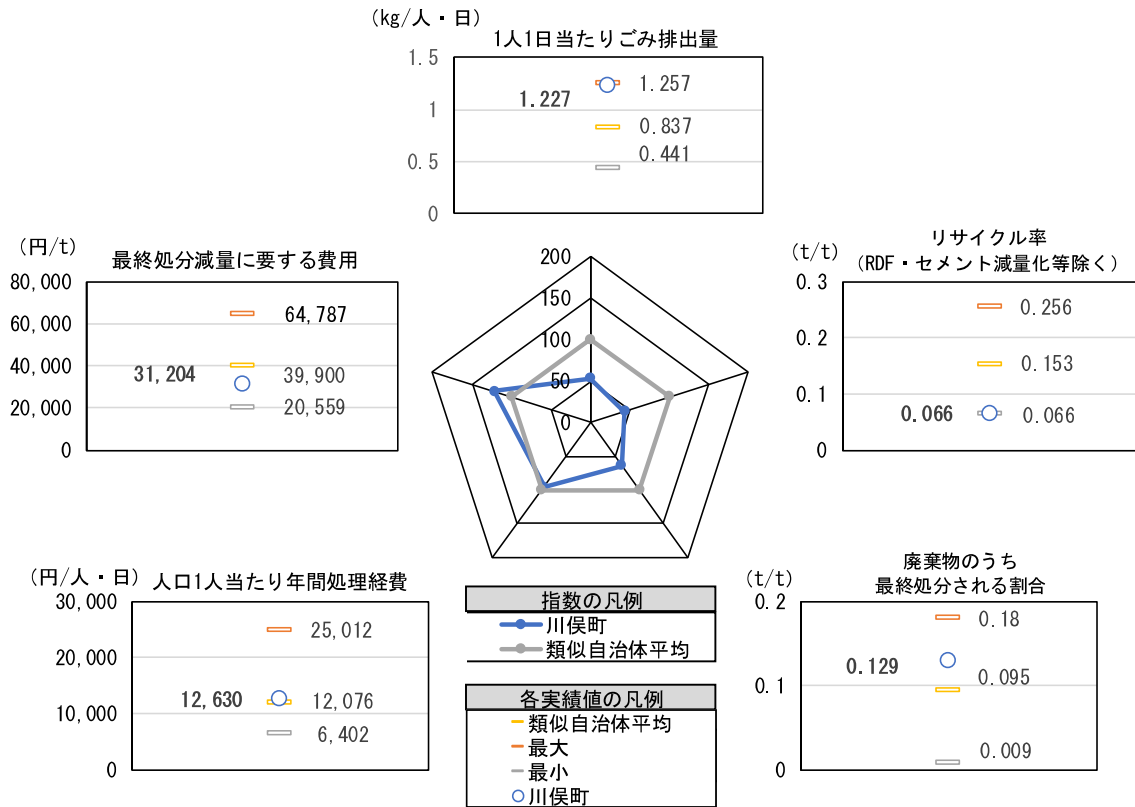 (kg/人・日)
1人1日当たりごみ排出量
1.5
1
0.5
0
1.227
1.257
0.837
0.441
(円/t)
最終処分減量に要する費用
80,000
60,000
40,000
20,000
0
31,204
64,787
39,900
20,559
200
150
100
50
0
(t/t)
リサイクル率
(RDF・セメント減量化等除く)
0.3
0.2
0.1
0
0.066
0.256
0.153
0.066
(円/人・日)
人口1人当たり年間処理経費
30,000
20,000
10,000
0
12,630
25,012
12,076
6,402
指数の凡例
川俣町
類似自治体平均
各実績値の凡例
類似自治体平均
最大
最小
川俣町
(t/t)
廃棄物のうち
最終処分される割合
0.2
0.1
0
0.129
0.18
0.095
0.009